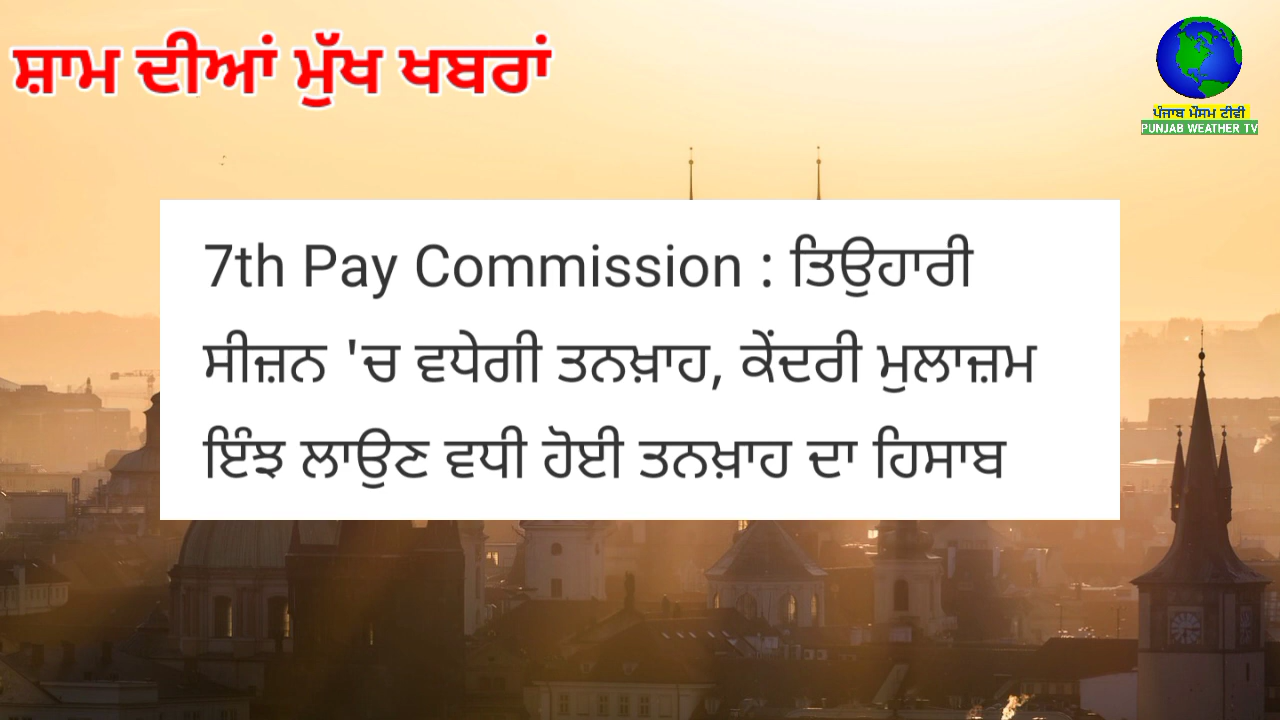 ਸ਼ਾਮ ਦੀਆਂ ਮੁੱਖ ਖਬਰਾਂ
ਪੰਜਾਬ ਮੌਸਮ ਟੀਵੀ
PUNJAB WEATHER TV
7th Pay Commission : ਤਿਉਹਾਰੀ
ਸੀਜ਼ਨ 'ਚ ਵਧੇਗੀ ਤਨਖ਼ਾਹ, ਕੇਂਦਰੀ ਮੁਲਾਜ਼ਮ
ਇੰਝ ਲਾਉਣ ਵਧੀ ਹੋਈ ਤਨਖ਼ਾਹ ਦਾ ਹਿਸਾਬ